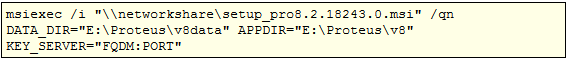 msiexec /i "\\networkshare\setup_pro8.2.18243.0.msi" /qn
DATA_DIR="E:\Proteus\v8data" APPDIR="E:\Proteus\v8"
KEY_SERVER="FQDM:PORT"